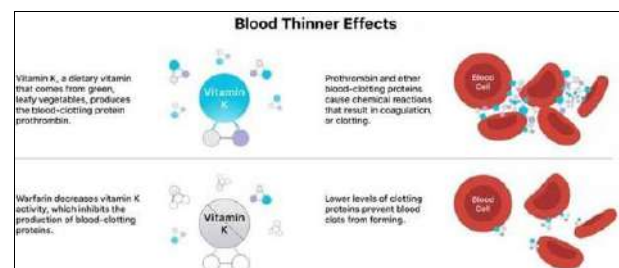 Blood Thinner Effects
Vitamin K, a dietary vitamin
that comes from green,
leafy vegetables, produces
the blood-clotting protein
prothrombin.
Vitamin
K
Prothrombin and other
blood-clotting proteins
cause chemical reactions
that result in coagulation,
or clotting.
Blood
Cell
Warfarin decreases vitamin K
activity, which inhibits the
production of blood-clotting
proteins.
Vitamin
K
Lower levels of clotting
proteins prevent blood
clots from forming.
Blood
Cell